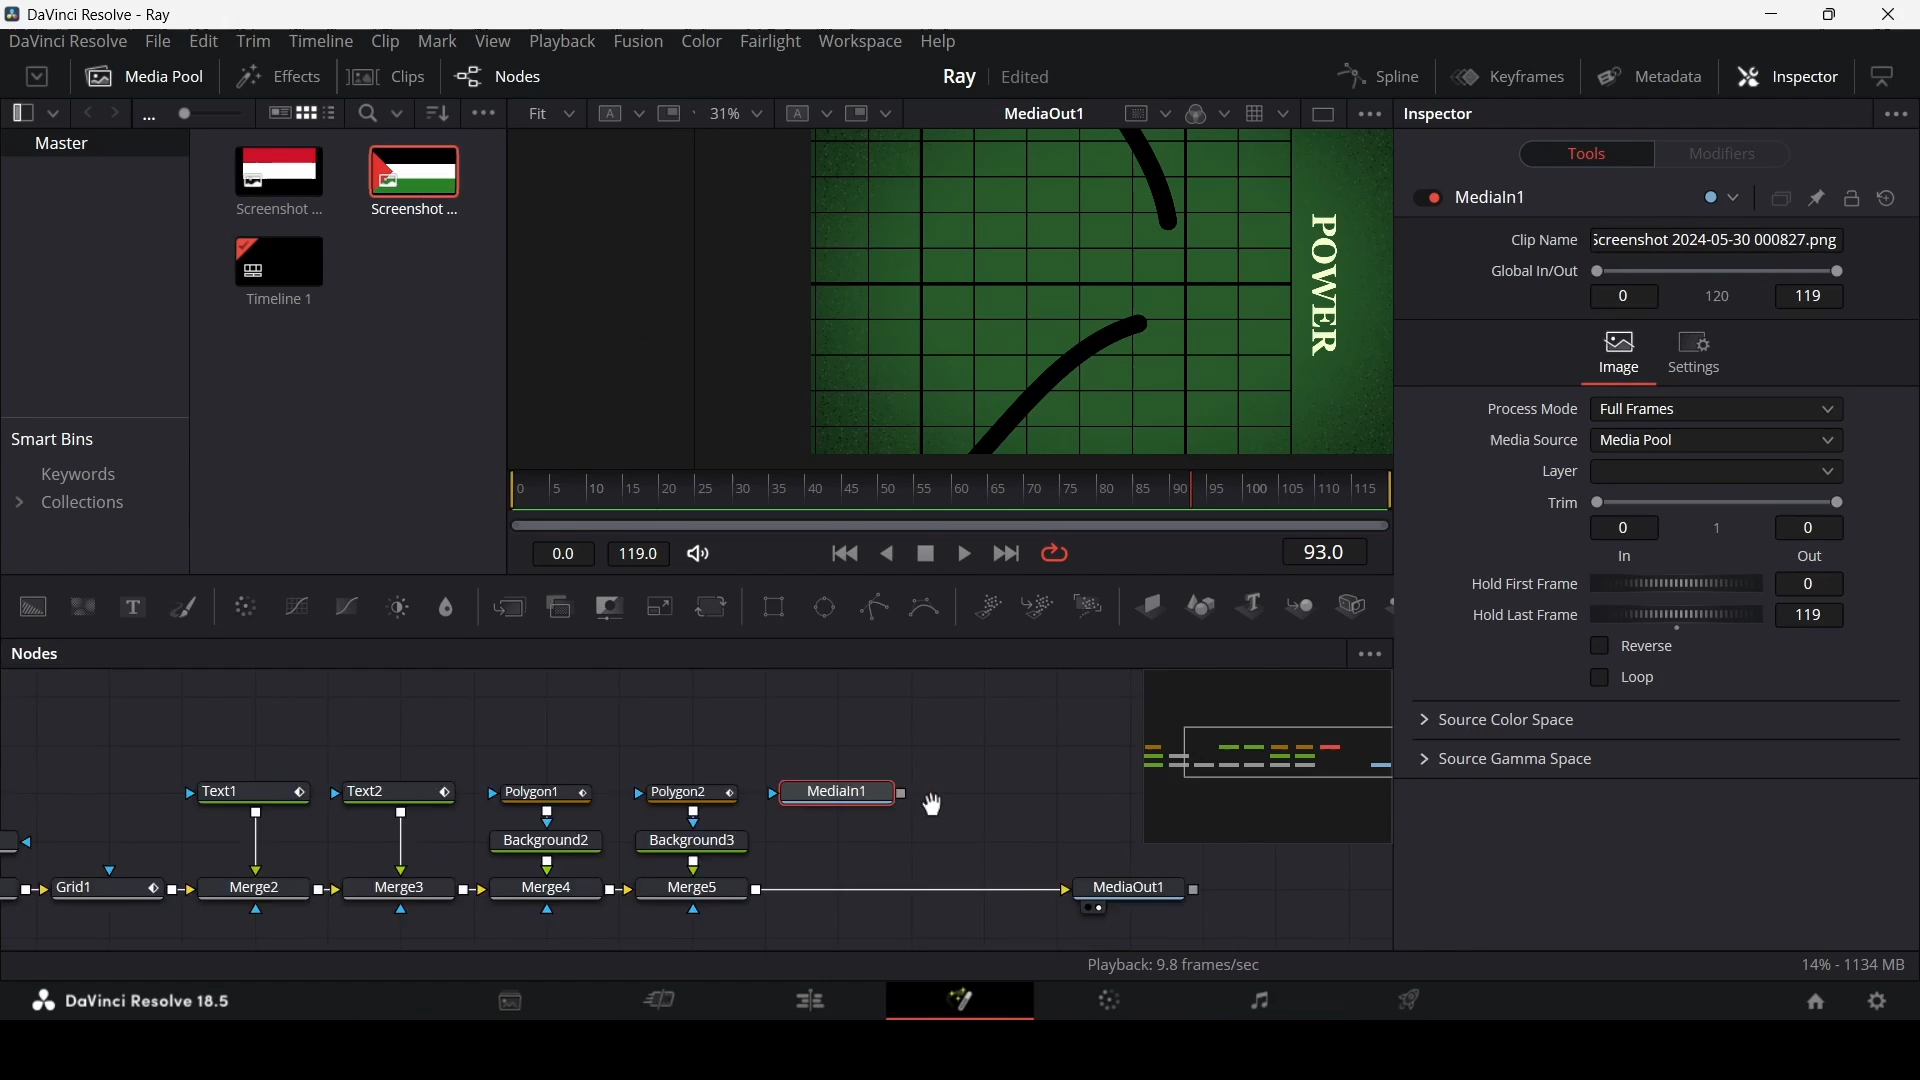 DaVinci Resolve - Ray
DaVinci Resolve File Edit Trim Timeline Clip Mark View Playback Fusion Color Fairlight Workspace Help
Media Pool Effects Clips Nodes Ray Edited Spline Keyframes Metadata Inspector
... Fit A 31% A MediaOut1 Inspector
Master
Screenshot ... Screenshot ...
Timeline 1
Smart Bins
Keywords
Collections
POWER
0 5 10 15 20 25 30 35 40 45 50 55 60 65 70 75 80 85 90 95 100 105 110 115
0.0 119.0 93.0
T T
Nodes
Text1 Text2 Polygon1 Polygon2 MediaIn1
Background2 Background3
Grid1 Merge2 Merge3 Merge4 Merge5 MediaOut1
Tools Modifiers
MediaIn1
Clip Name Screenshot 2024-05-30 000827.png
Global In/Out
0 120 119
Image Settings
Process Mode Full Frames
Media Source Media Pool
Layer
Trim
0 1 0
In Out
Hold First Frame 0
Hold Last Frame 119
Reverse
Loop
Source Color Space
Source Gamma Space
Playback: 9.8 frames/sec 14% - 1134 MB
DaVinci Resolve 18.5